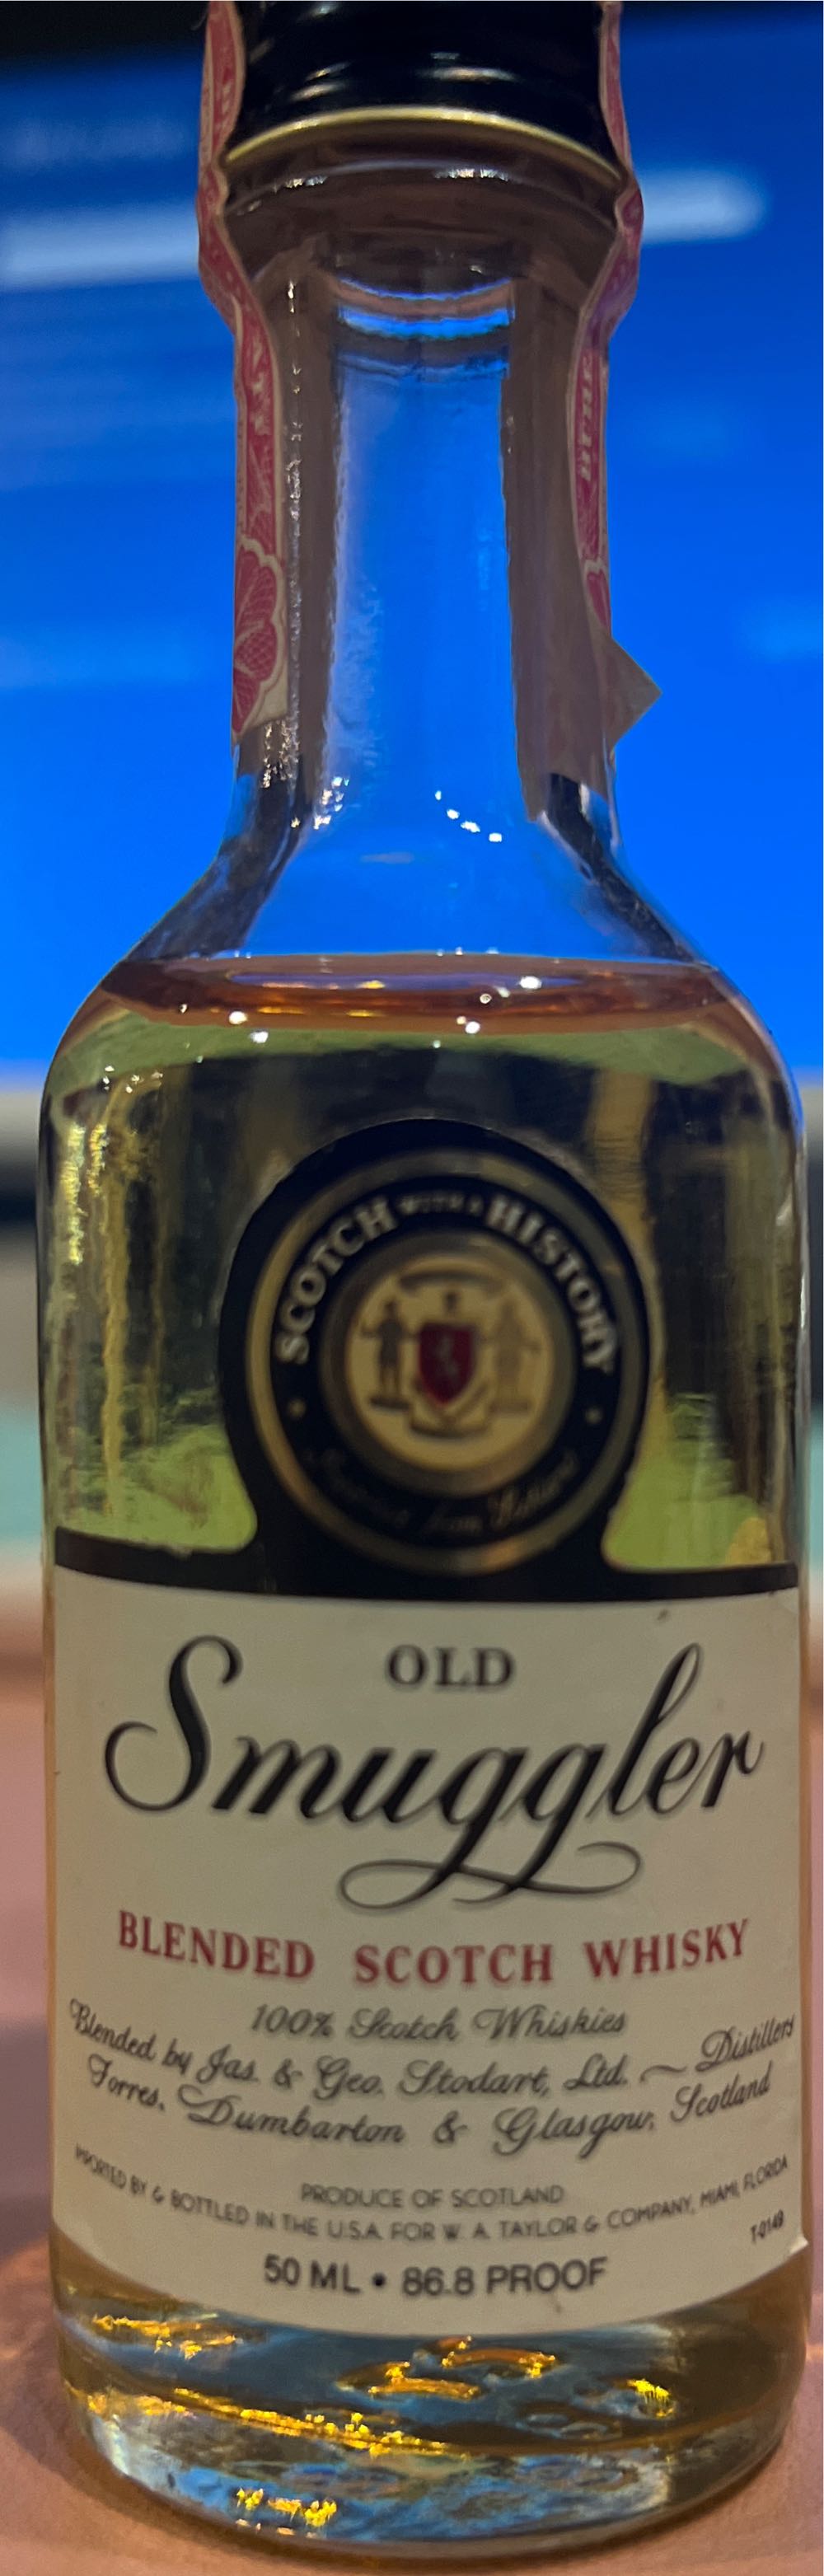 SCOTCH WITH A HISTORY
OLD
Smuggler
BLENDED SCOTCH WHISKY
100% Scotch Whiskies
Blended by Jas. & Geo. Stodart, Ltd. ~ Distillers
Forres, Dumbarton & Glasgow, Scotland
PRODUCE OF SCOTLAND
IMPORTED BY & BOTTLED IN THE U.S.A. FOR W. A. TAYLOR & COMPANY, MIAMI, FLORIDA
T-0149
50 ML • 86.8 PROOF